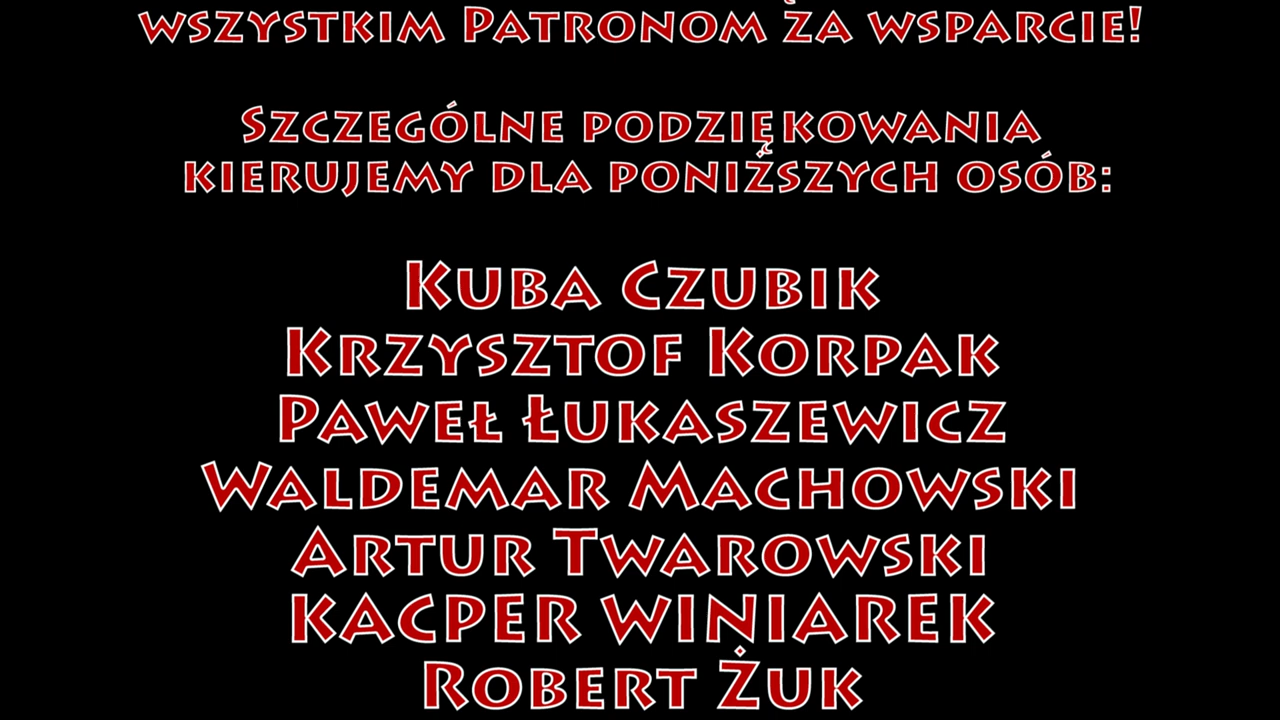 wszystkim Patronom za wsparcie!
Szczególne podziękowania
kierujemy dla poniższych osób:
Kuba Czubik
Krzysztof Korpak
Paweł Łukaszewicz
Waldemar Machowski
Artur Twarowski
KACPER WINIAREK
Robert Żuk